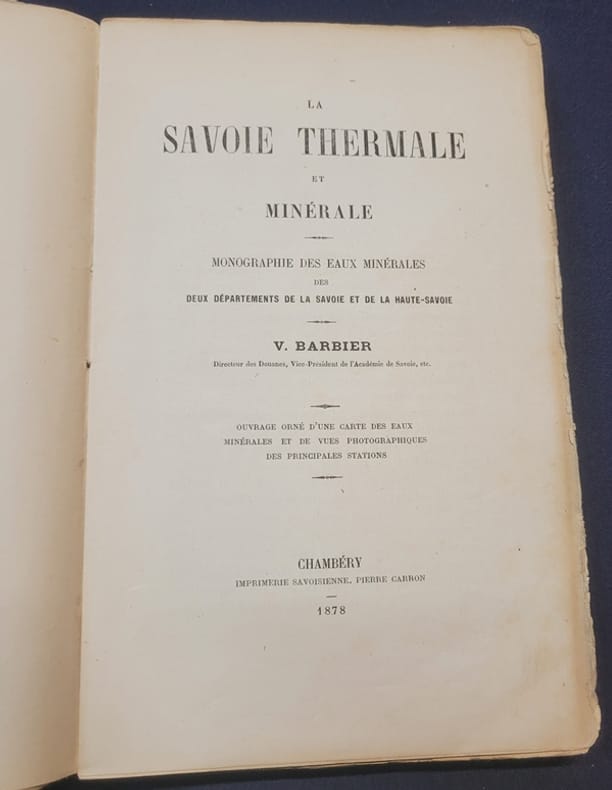 LA
SAVOIE THERMALE
ET
MINÉRALE
MONOGRAPHIE DES EAUX MINÉRALES
DES
DEUX DÉPARTEMENTS DE LA SAVOIE ET DE LA HAUTE-SAVOIE
V. BARBIER
Directeur des Douanes, Vice-Président de l'Académie de Savoie, etc.
OUVRAGE ORNÉ D'UNE CARTE DES EAUX
MINÉRALES ET DE VUES PHOTOGRAPHIQUES
DES PRINCIPALES STATIONS
CHAMBÉRY
IMPRIMERIE SAVOISIENNE, PIERRE CARRON
1878